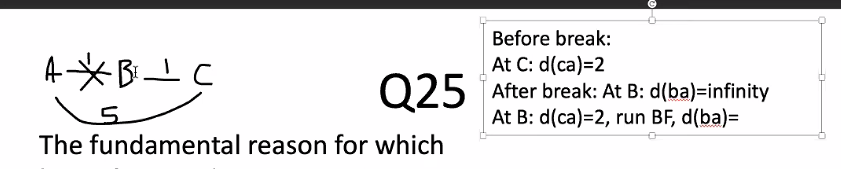 A 1 B 1 C
5
Q25
The fundamental reason for which
Before break:
At C: d(ca)=2
After break: At B: d(ba)=infinity
At B: d(ca)=2, run BF, d(ba)=